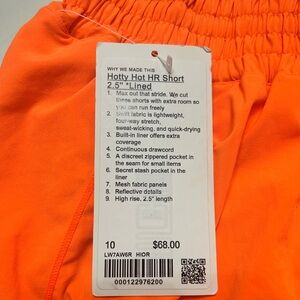 WHY WE MADE THIS
Hotty Hot HR Short
2.5" *Lined
1. Max out that stride. We cut
these shorts with extra room so
you can run freely
2. Swift fabric is lightweight,
four-way stretch,
sweat-wicking, and quick-drying
3. Built-in liner offers extra
coverage
4. Continuous drawcord
5. A discreet zippered pocket in
the seam for small items
6. Secret stash pocket in the
liner
7. Mesh fabric panels
8. Reflective details
9. High rise, 2.5" length
10 $68.00
LW7AW6R HIOR
000122976200